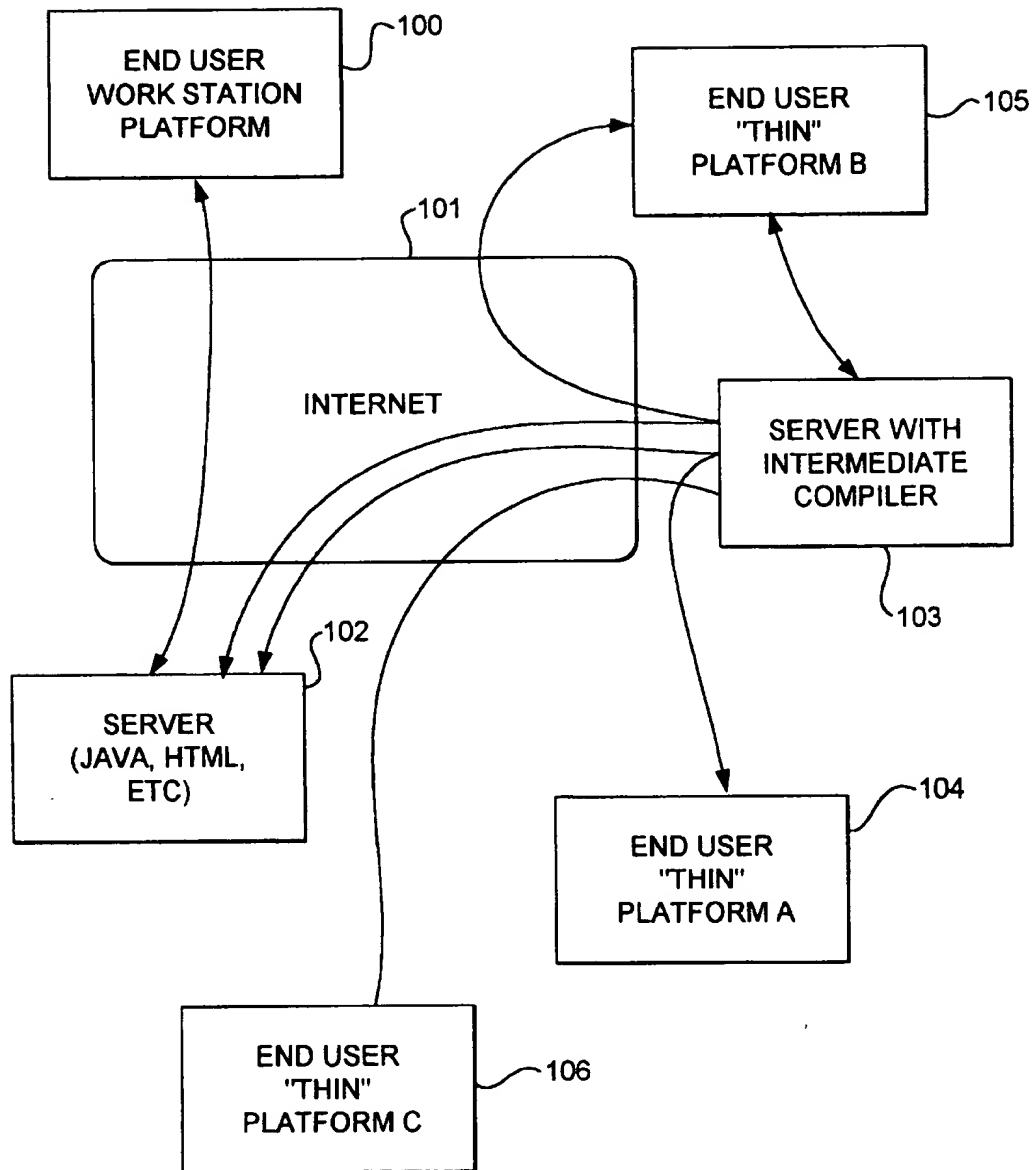 END USER
WORK STATION
PLATFORM
100
END USER
"THIN"
PLATFORM B
105
101
INTERNET
SERVER WITH
INTERMEDIATE
COMPILER
103
102
SERVER
(JAVA, HTML,
ETC)
104
END USER
"THIN"
PLATFORM A
END USER
"THIN"
PLATFORM C
106